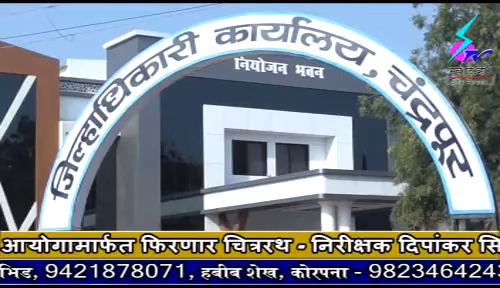 जिल्हाधिकारी कार्यालय, चंद्रपूर
नियोजन भवन
आयोगामार्फत फिरणार चित्ररथ - निरीक्षक दिपांकर सि
भिड, 9421878071, हबीब शेख, कोरपना - 982346424